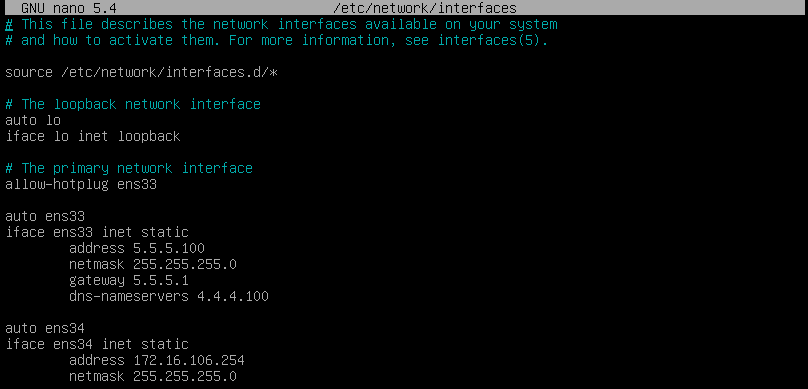 GNU nano 5.4 /etc/network/interfaces
# This file describes the network interfaces available on your system
# and how to activate them. For more information, see interfaces(5).
source /etc/network/interfaces.d/*
# The loopback network interface
auto lo
iface lo inet loopback
# The primary network interface
allow-hotplug ens33
auto ens33
iface ens33 inet static
address 5.5.5.100
netmask 255.255.255.0
gateway 5.5.5.1
dns-nameservers 4.4.4.100
auto ens34
iface ens34 inet static
address 172.16.106.254
netmask 255.255.255.0